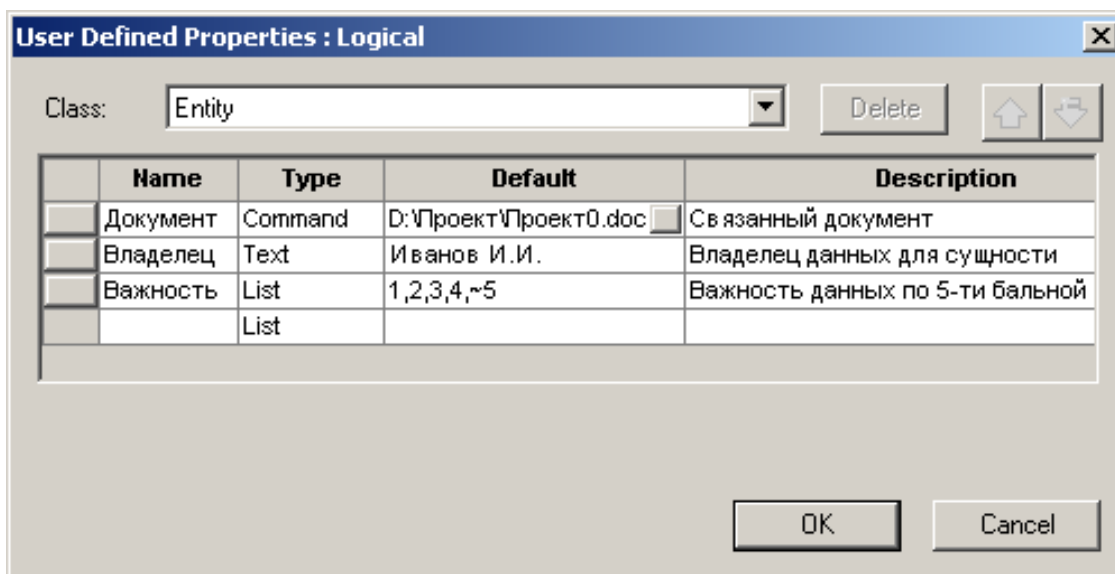 User Defined Properties : Logical
Class: Entity Delete
Name Type Default Description
Документ Command D:\Проект\Проект0.doc Связанный документ
Владелец Text Иванов И.И. Владелец данных для сущности
Важность List 1,2,3,4,~5 Важность данных по 5-ти бальной
List
OK Cancel